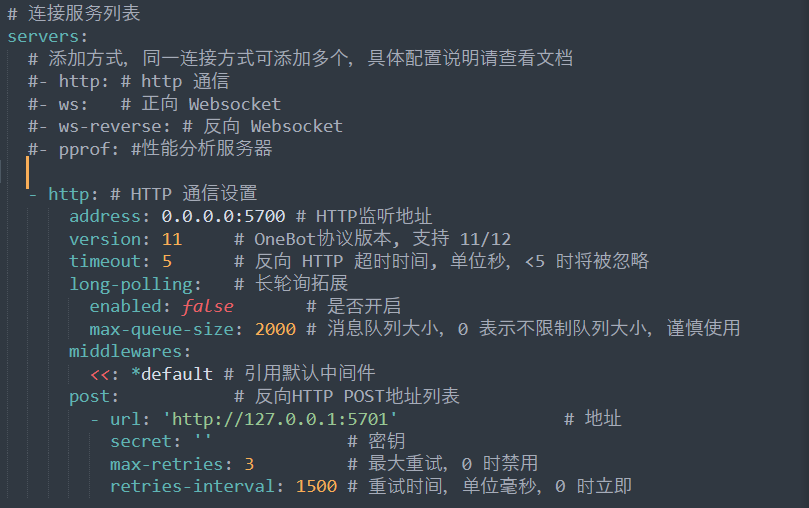 # 连接服务列表
servers:
  # 添加方式，同一连接方式可添加多个，具体配置说明请查看文档
  #- http: # http 通信
  #- ws:   # 正向 Websocket
  #- ws-reverse: # 反向 Websocket
  #- pprof: #性能分析服务器
  - http: # HTTP 通信设置
      address: 0.0.0.0:5700 # HTTP监听地址
      version: 11     # OneBot协议版本, 支持 11/12
      timeout: 5      # 反向 HTTP 超时时间, 单位秒，<5 时将被忽略
      long-polling:   # 长轮询拓展
        enabled: false       # 是否开启
        max-queue-size: 2000 # 消息队列大小，0 表示不限制队列大小，谨慎使用
      middlewares:
        <<: *default # 引用默认中间件
      post:           # 反向HTTP POST地址列表
        - url: 'http://127.0.0.1:5701'                # 地址
          secret: ''             # 密钥
          max-retries: 3         # 最大重试，0 时禁用
          retries-interval: 1500 # 重试时间，单位毫秒，0 时立即